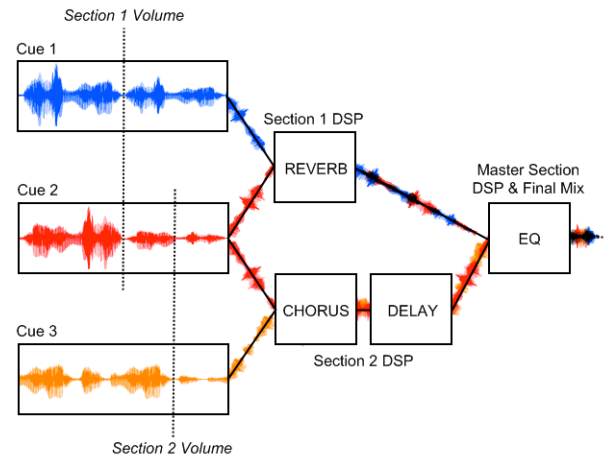 Section 1 Volume
Cue 1
Section 1 DSP
REVERB
Master Section
DSP & Final Mix
Cue 2
EQ
CHORUS
DELAY
Cue 3
Section 2 DSP
Section 2 Volume